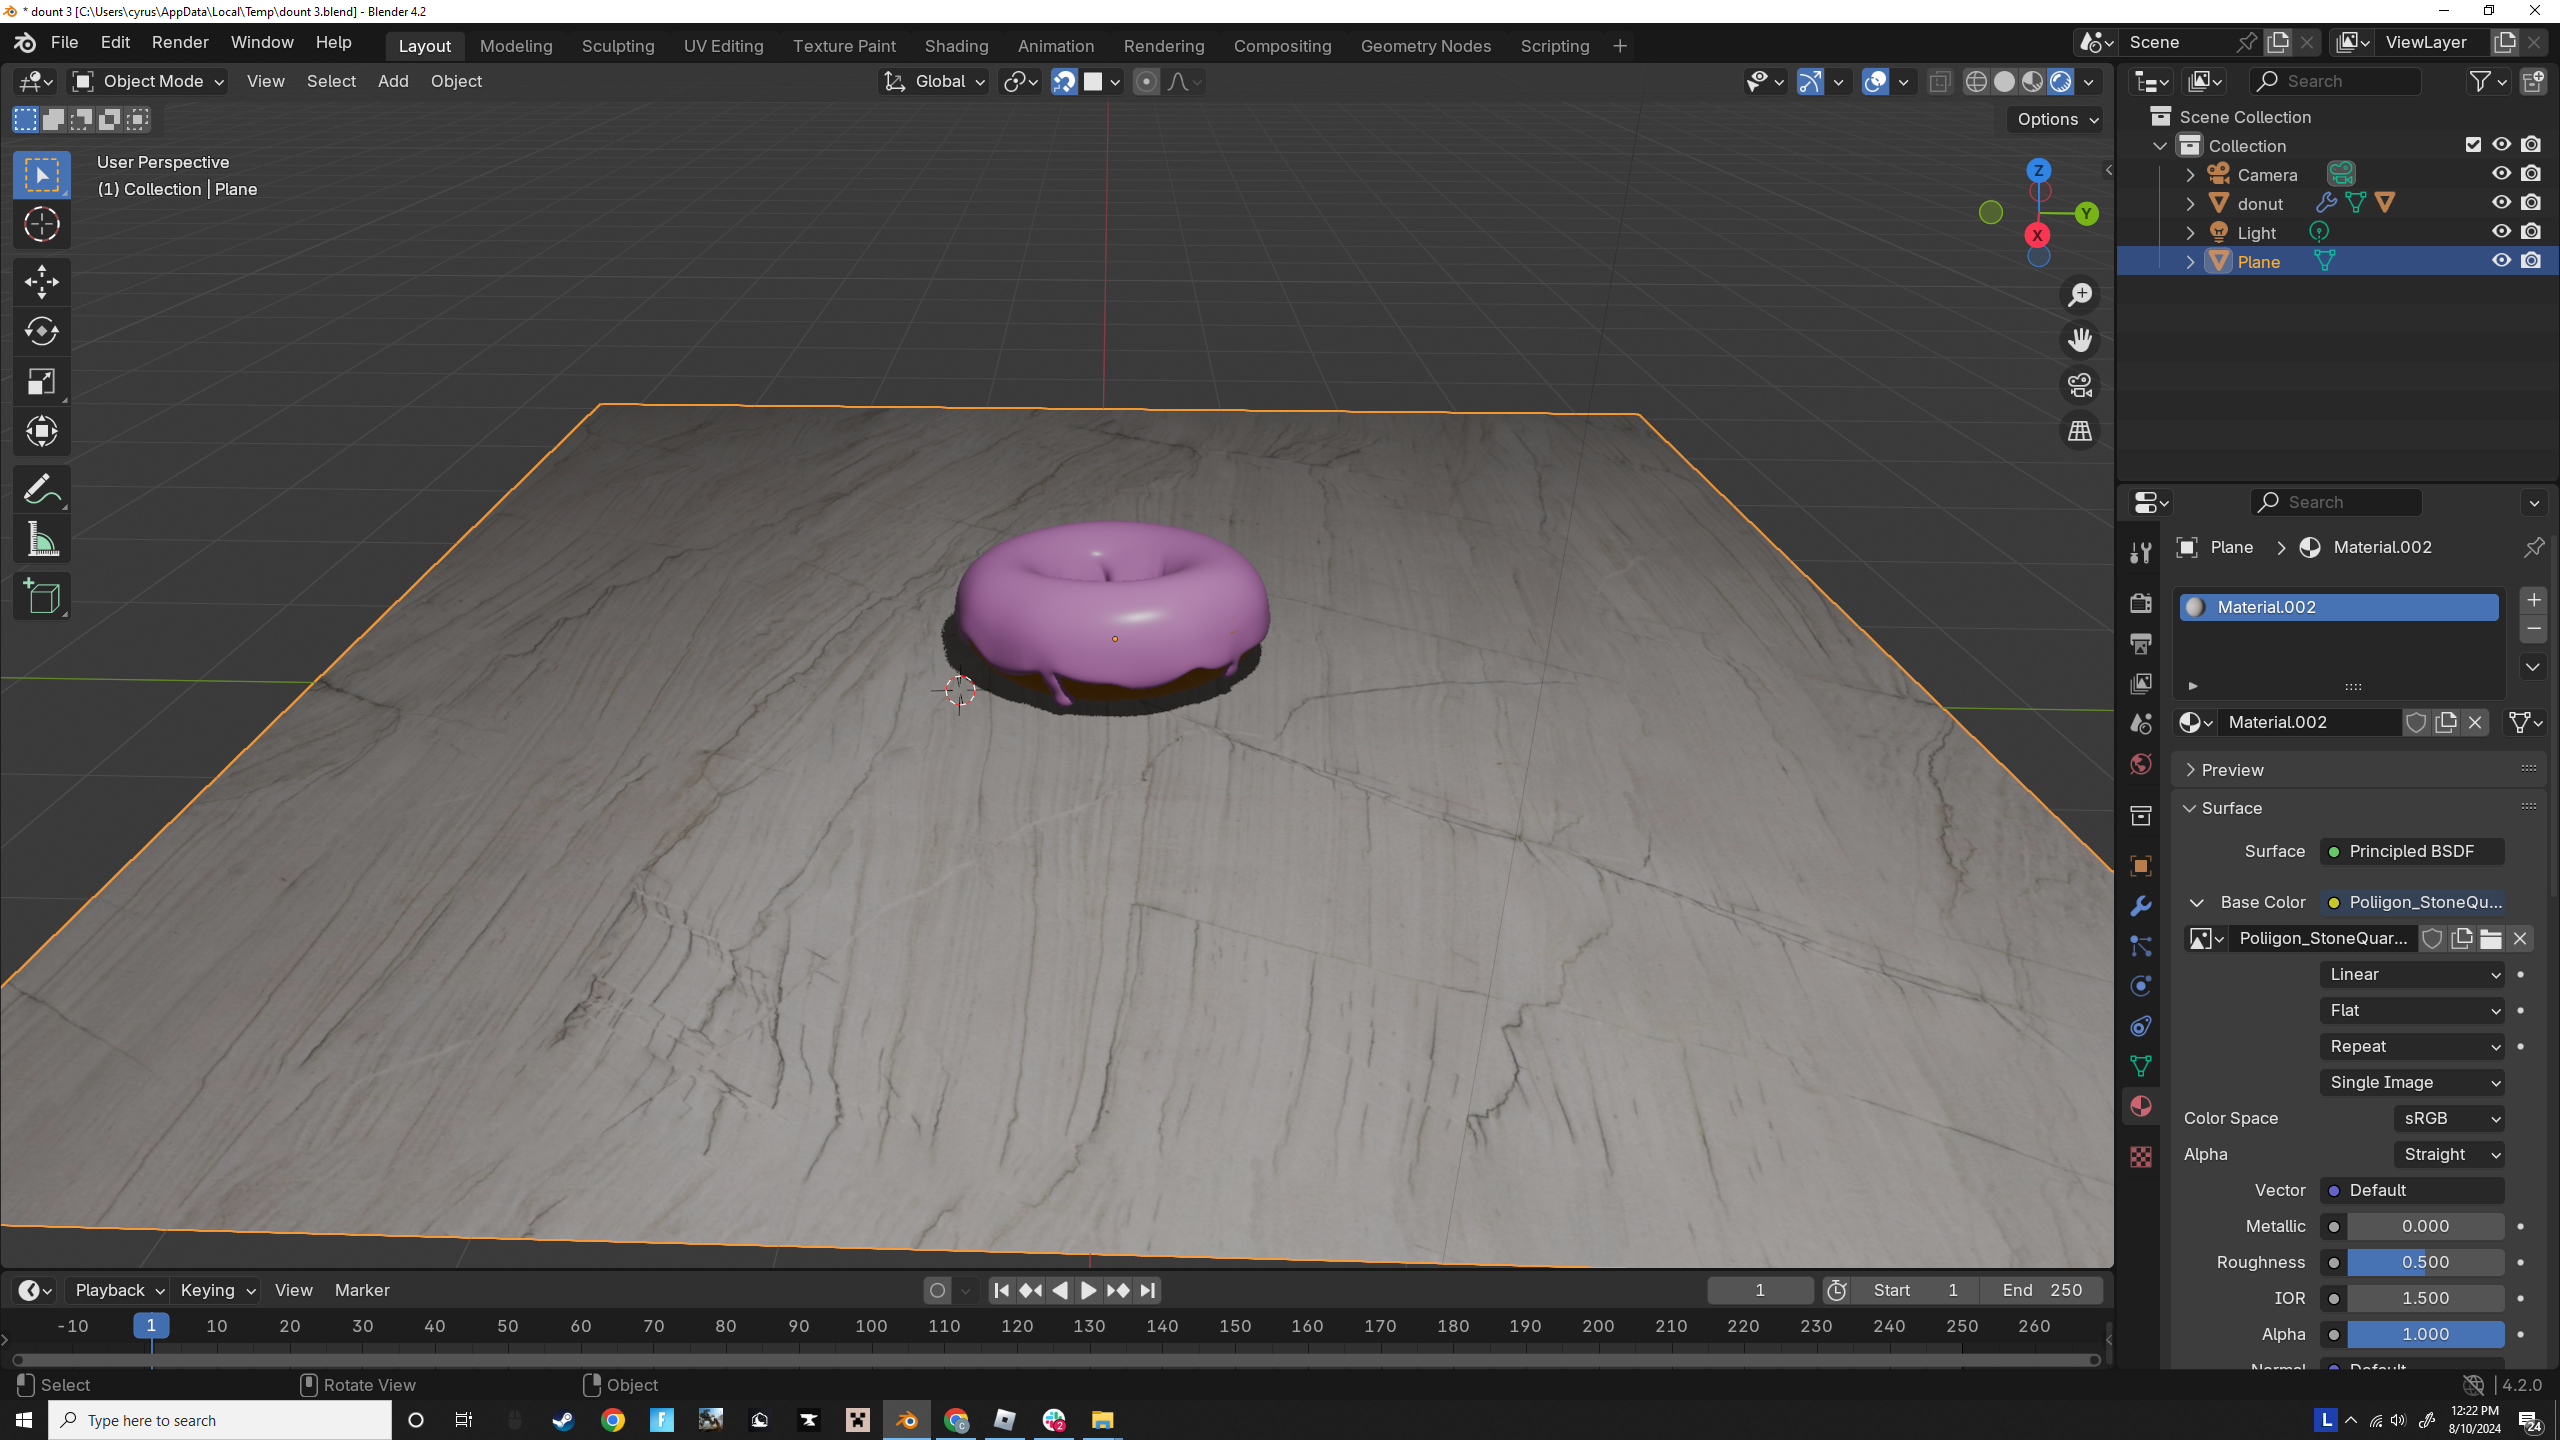 * dount 3 [C:\Users\cyrus\AppData\Local\Temp\dount 3.blend] - Blender 4.2
File Edit Render Window Help Layout Modeling Sculpting UV Editing Texture Paint Shading Animation Rendering Compositing Geometry Nodes Scripting + Scene ViewLayer
Object Mode View Select Add Object Global Search
Options
User Perspective
(1) Collection | Plane
Z
Y
X
Scene Collection
Collection
Camera
donut
Light
Plane
Search
Plane > Material.002
Material.002
Material.002
Preview
Surface
Surface Principled BSDF
Base Color Poliigon_StoneQu...
Poliigon_StoneQuar...
Linear
Flat
Repeat
Single Image
Color Space sRGB
Alpha Straight
Vector Default
Metallic 0.000
Roughness 0.500
IOR 1.500
Alpha 1.000
Normal Default
Playback Keying View Marker 1 Start 1 End 250
-10 1 10 20 30 40 50 60 70 80 90 100 110 120 130 140 150 160 170 180 190 200 210 220 230 240 250 260
Select Rotate View Object 4.2.0
Type here to search
12:22 PM
8/10/2024
24